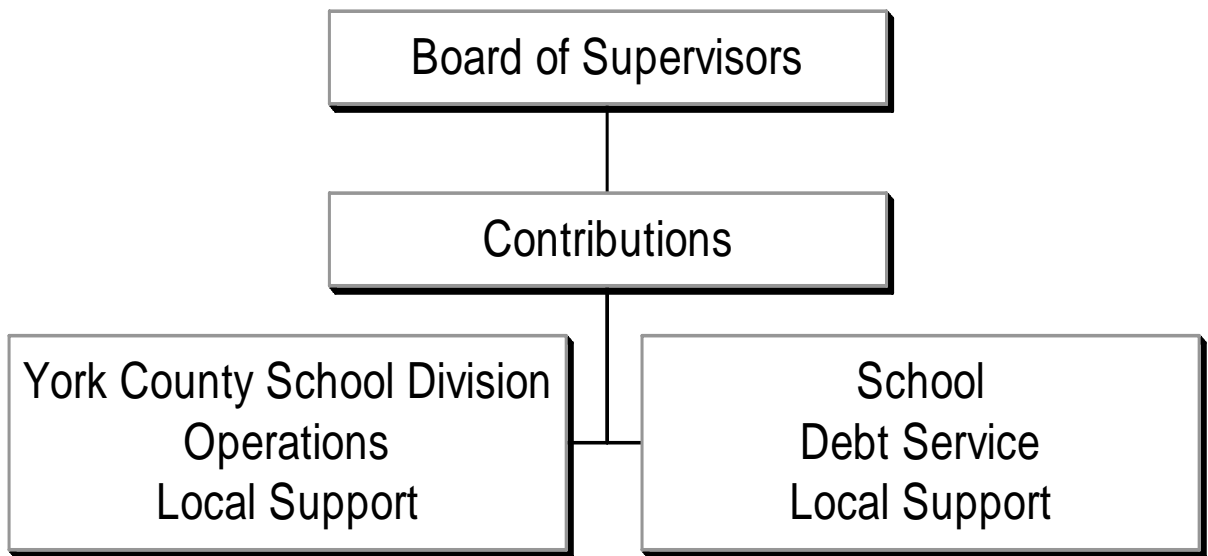 Board of Supervisors
Contributions
York County School Division
Operations
Local Support
School
Debt Service
Local Support